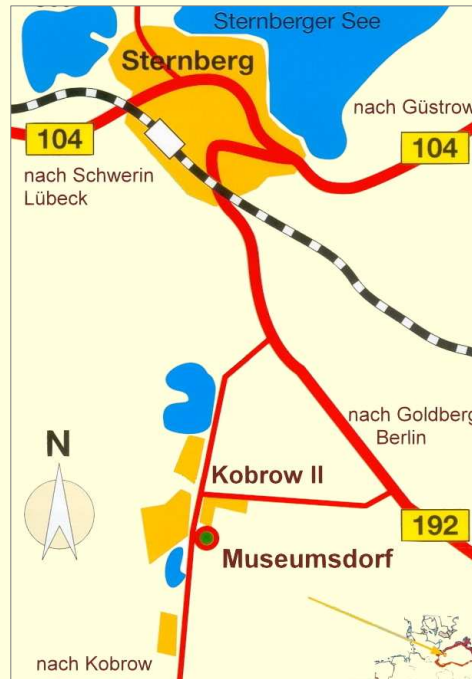 Sternberger See
Sternberg
nach Güstrow
104
104
nach Schwerin
Lübeck
nach Goldberg
Berlin
N
Kobrow II
192
Museumsdorf
nach Kobrow